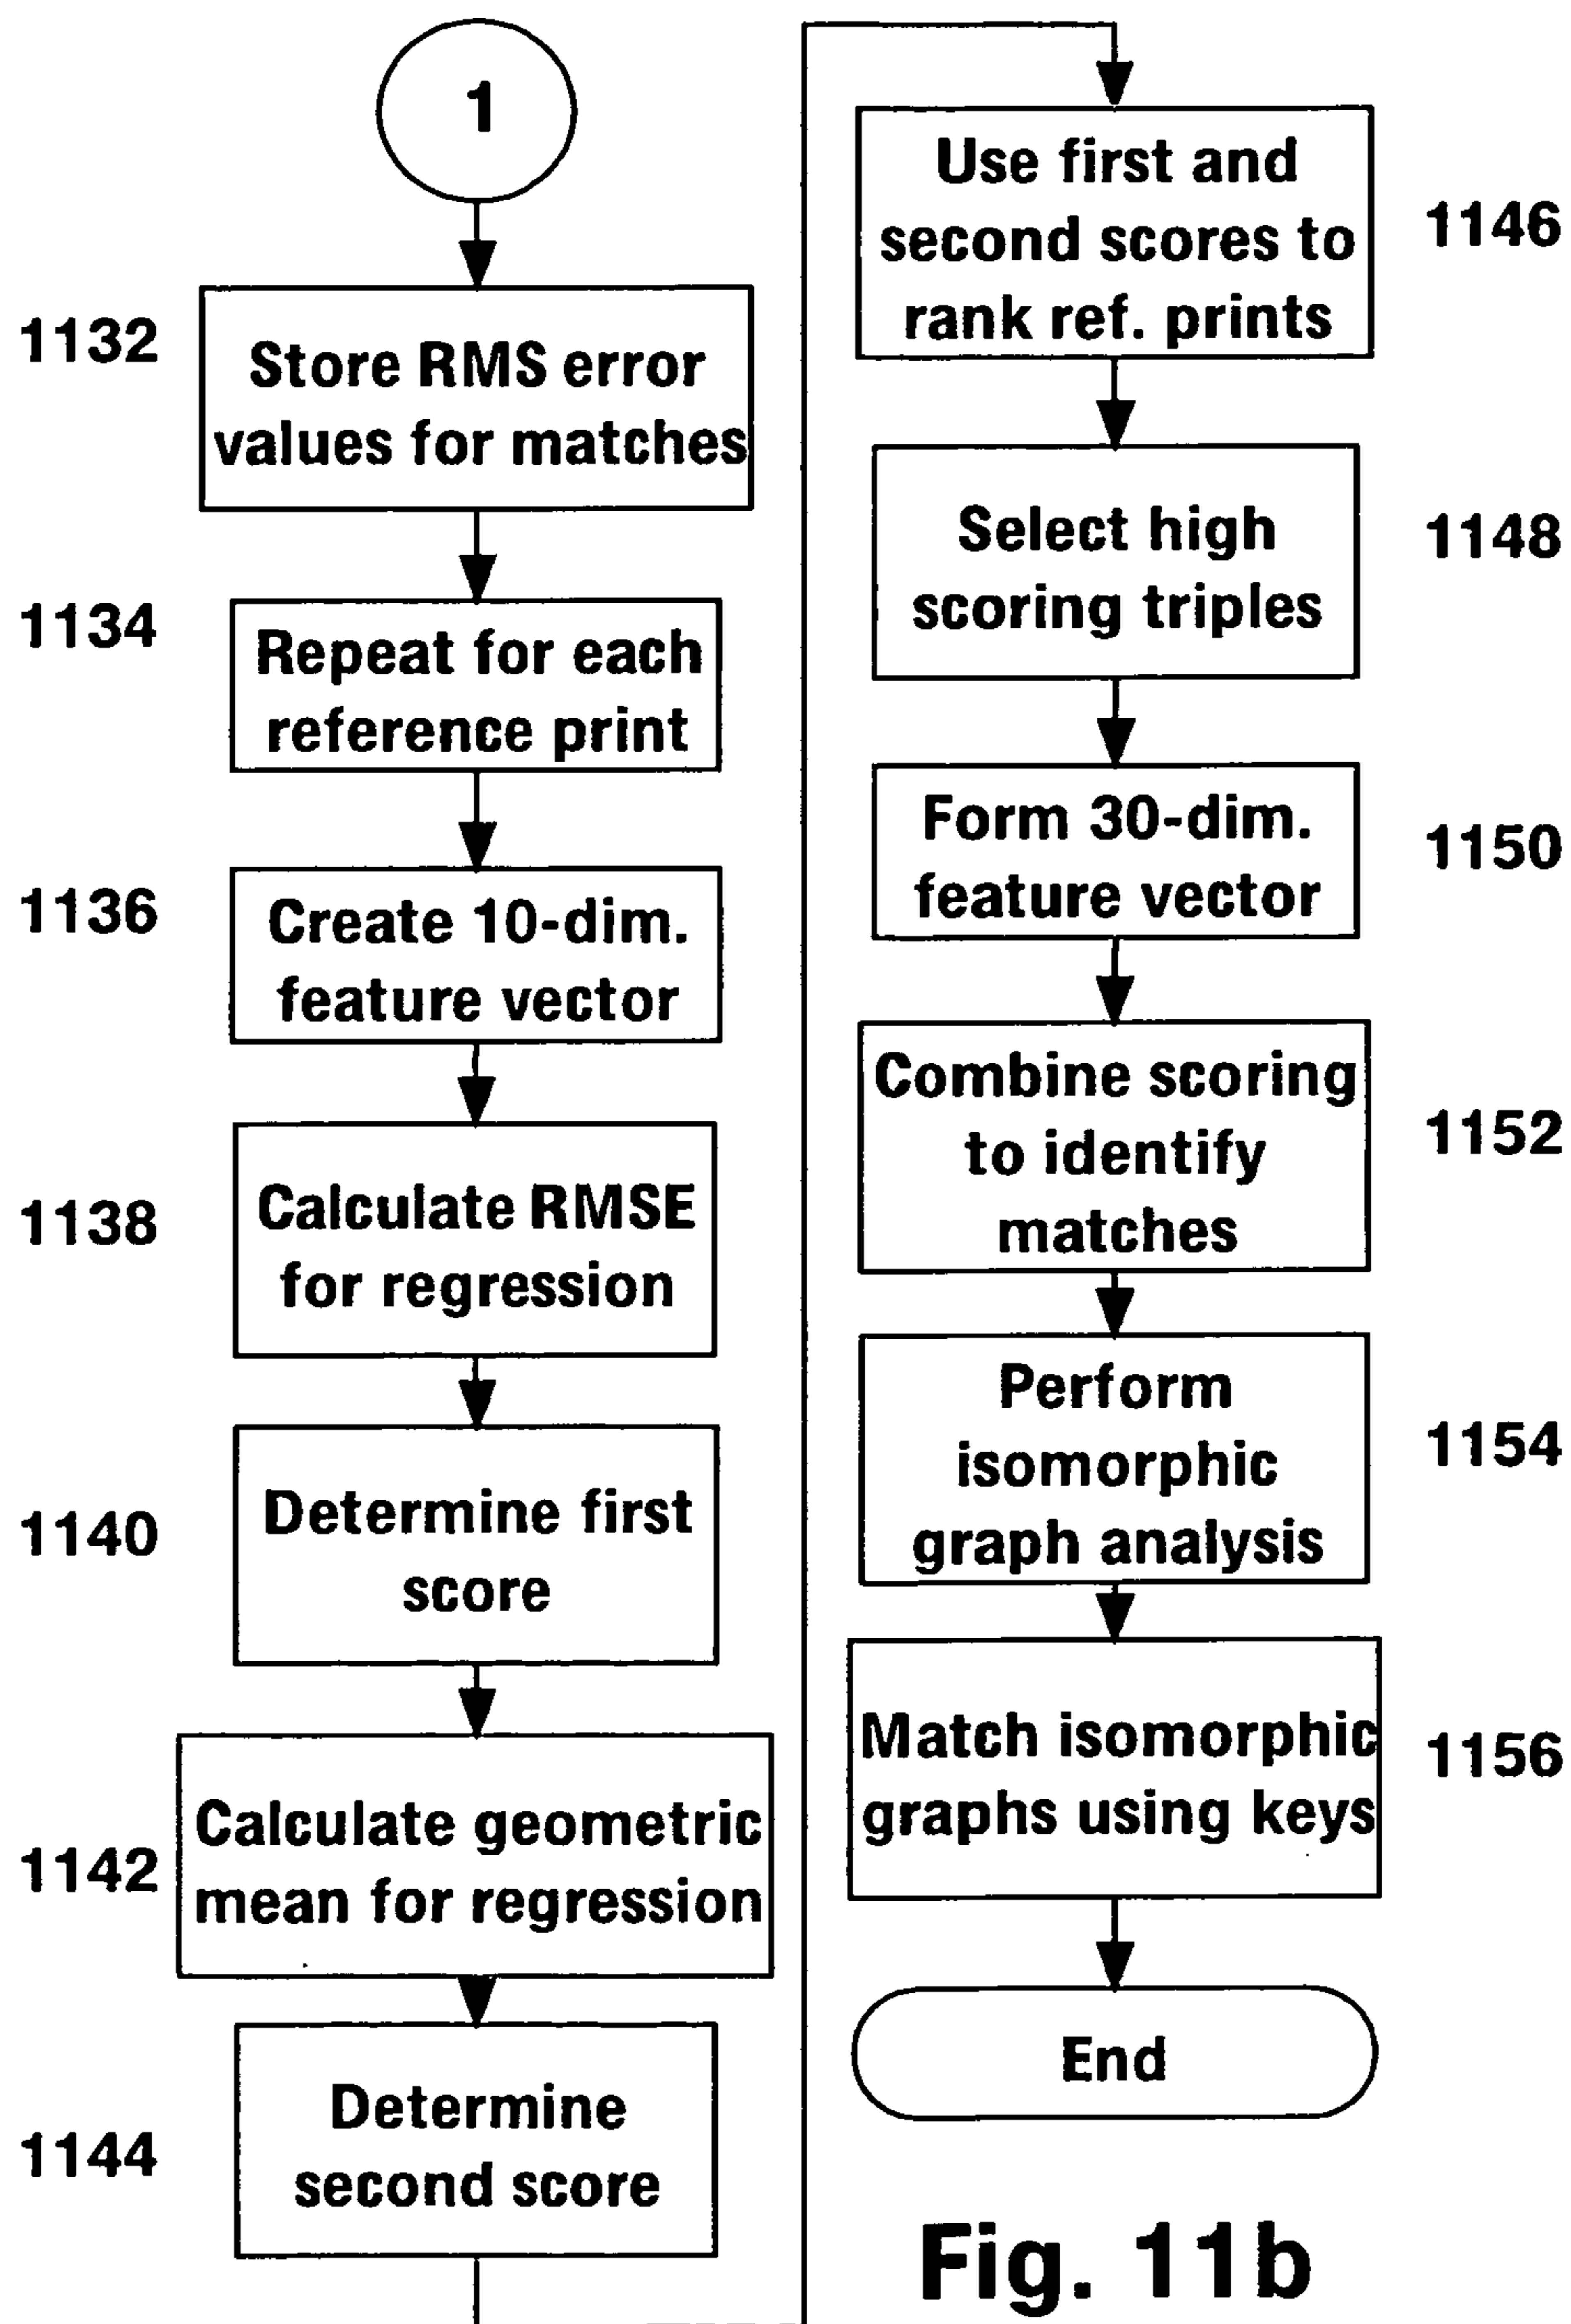 1
1132
Store RMS error
values for matches
1134
Repeat for each
reference print
1136
Create 10-dim.
feature vector
1138
Calculate RMSE
for regression
1140
Determine first
score
1142
Calculate geometric
mean for regression
1144
Determine
second score
Use first and
second scores to
rank ref. prints
1146
Select high
scoring triples
1148
Form 30-dim.
feature vector
1150
Combine scoring
to identify
matches
1152
Perform
isomorphic
graph analysis
1154
Match isomorphic
graphs using keys
1156
End
Fig. 11b